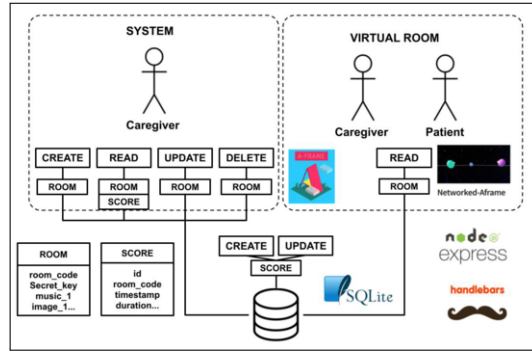 SYSTEM
VIRTUAL ROOM
Caregiver
Caregiver
Patient
CREATE
READ
UPDATE
DELETE
ROOM
ROOM
ROOM
ROOM
SCORE
A-FRAME
READ
ROOM
Networked-Aframe
ROOM
room_code
Secret_key
music_1
image_1...
SCORE
id
room_code
timestamp
duration...
CREATE
UPDATE
SCORE
SQLite
node
express
handlebars